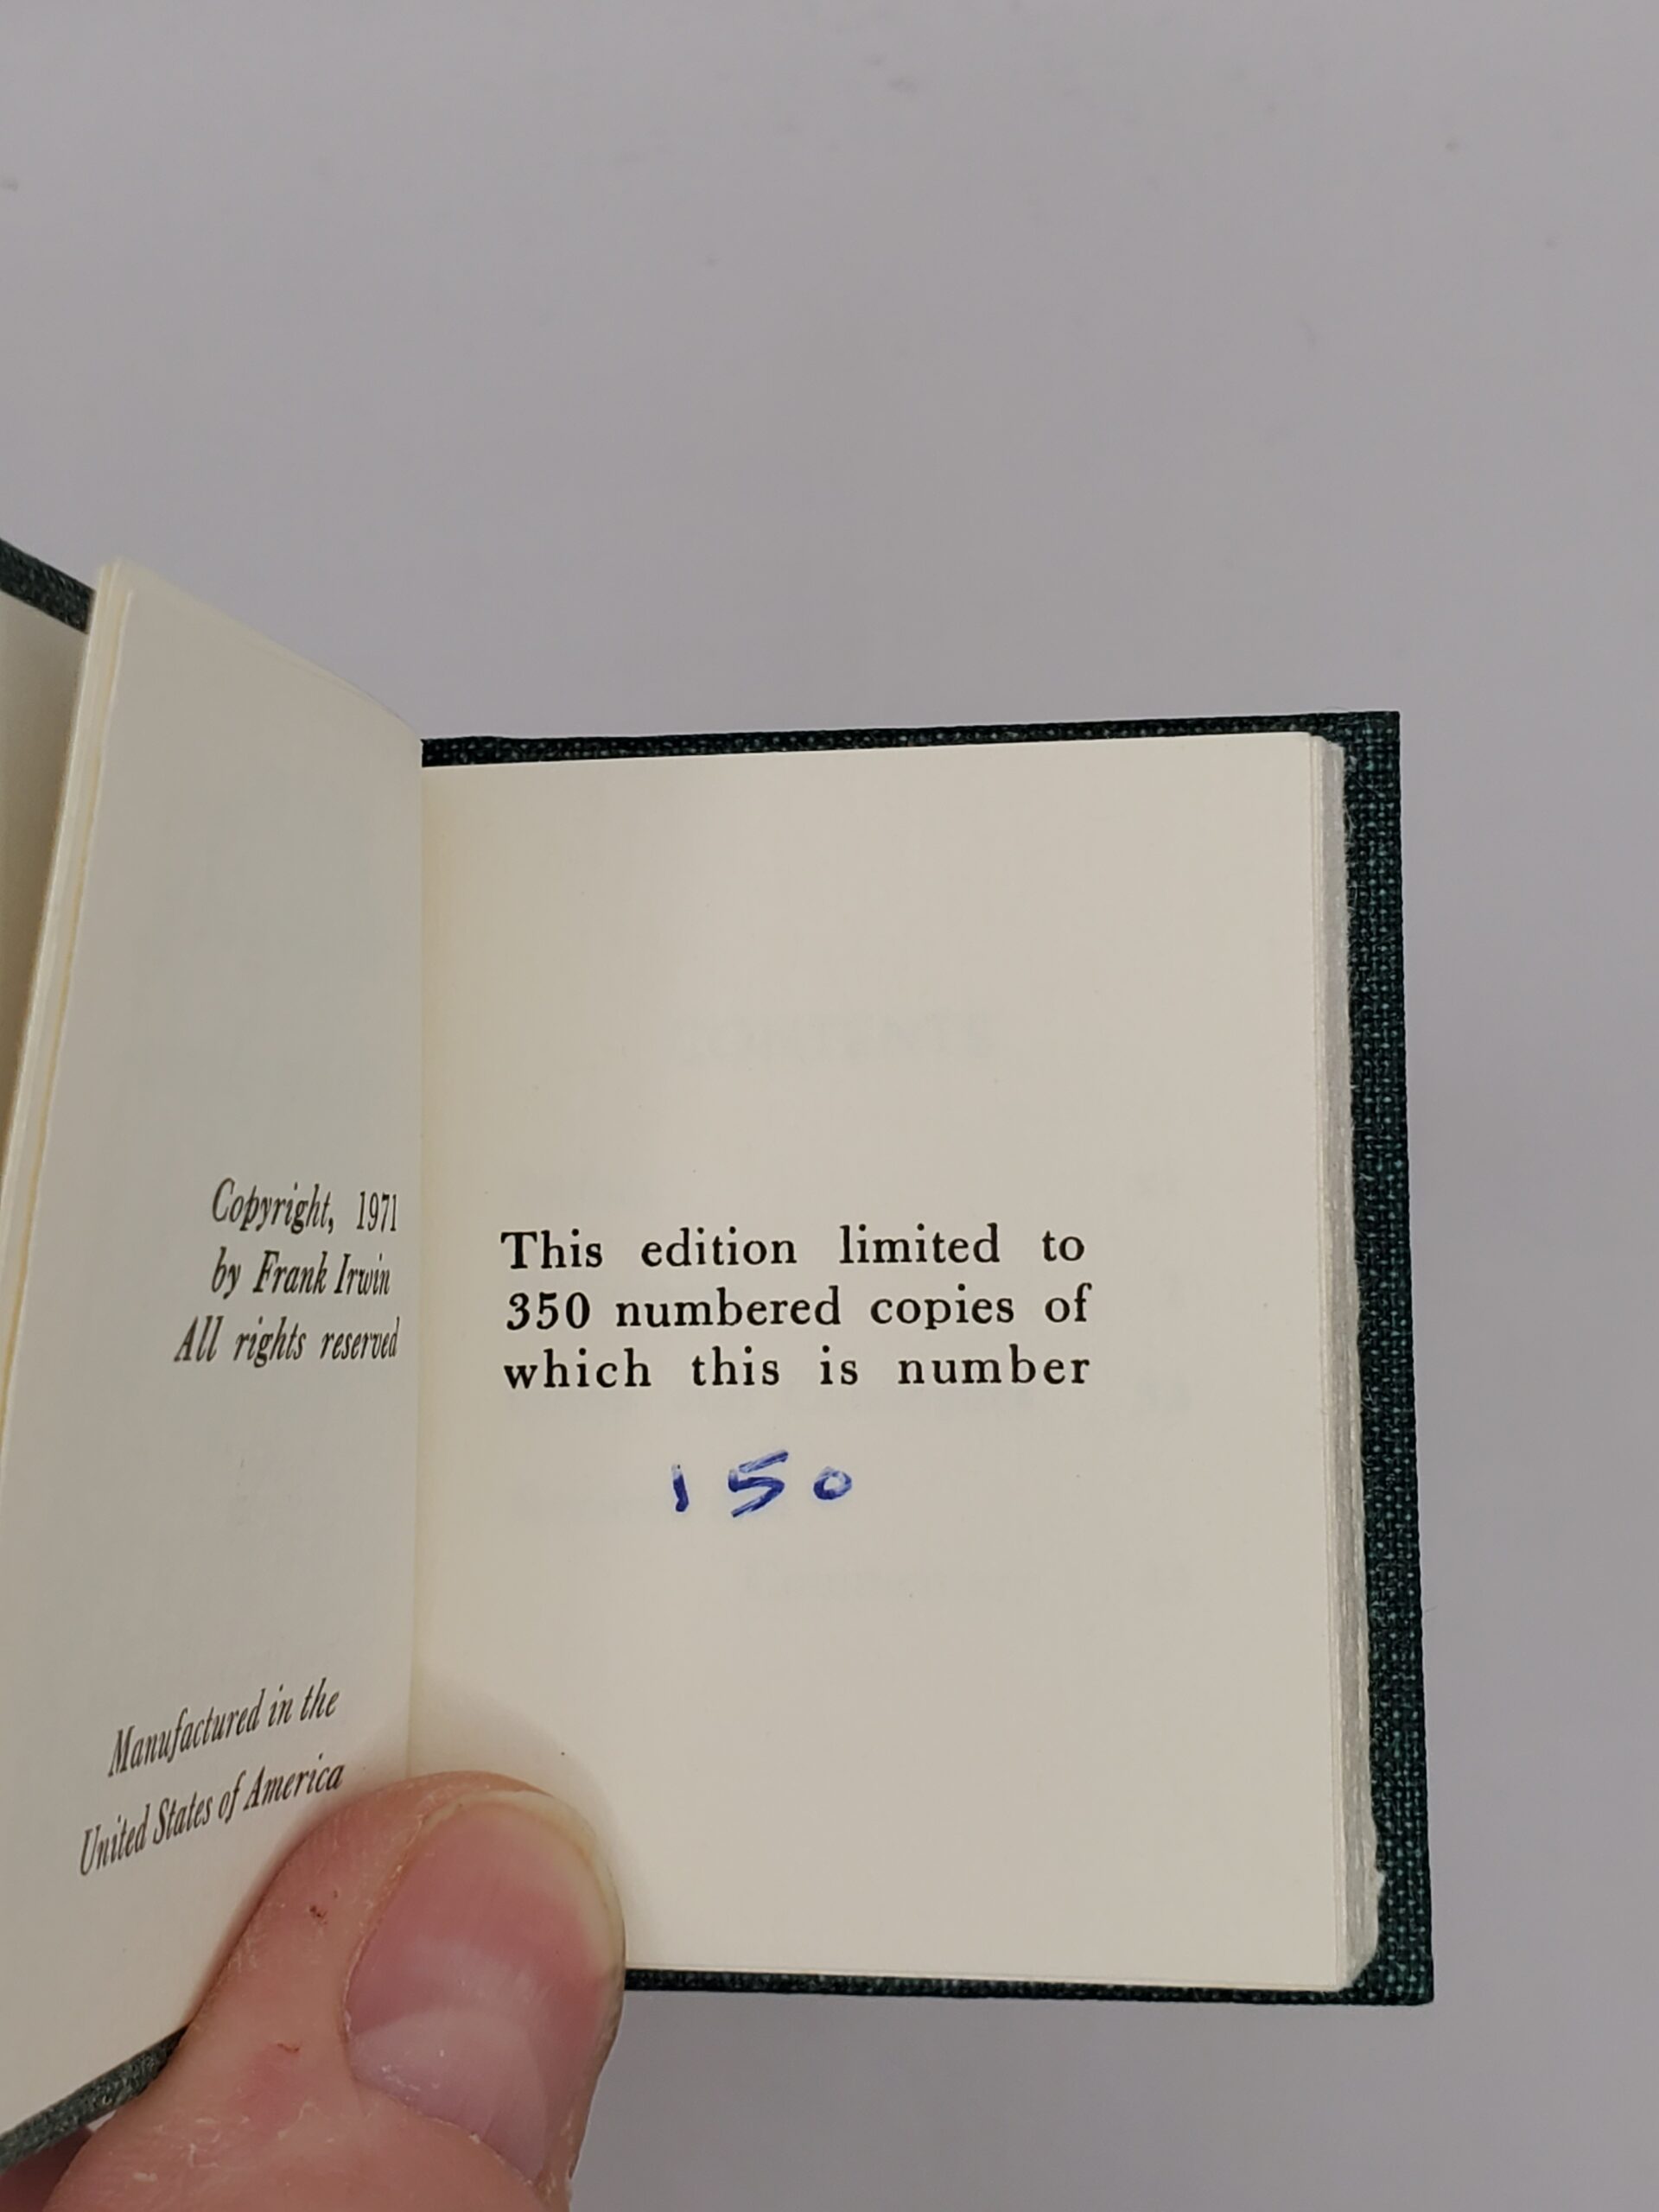 Copyright, 1971
by Frank Irwin
All rights reserved
Manufactured in the
United States of America
This edition limited to
350 numbered copies of
which this is number
150